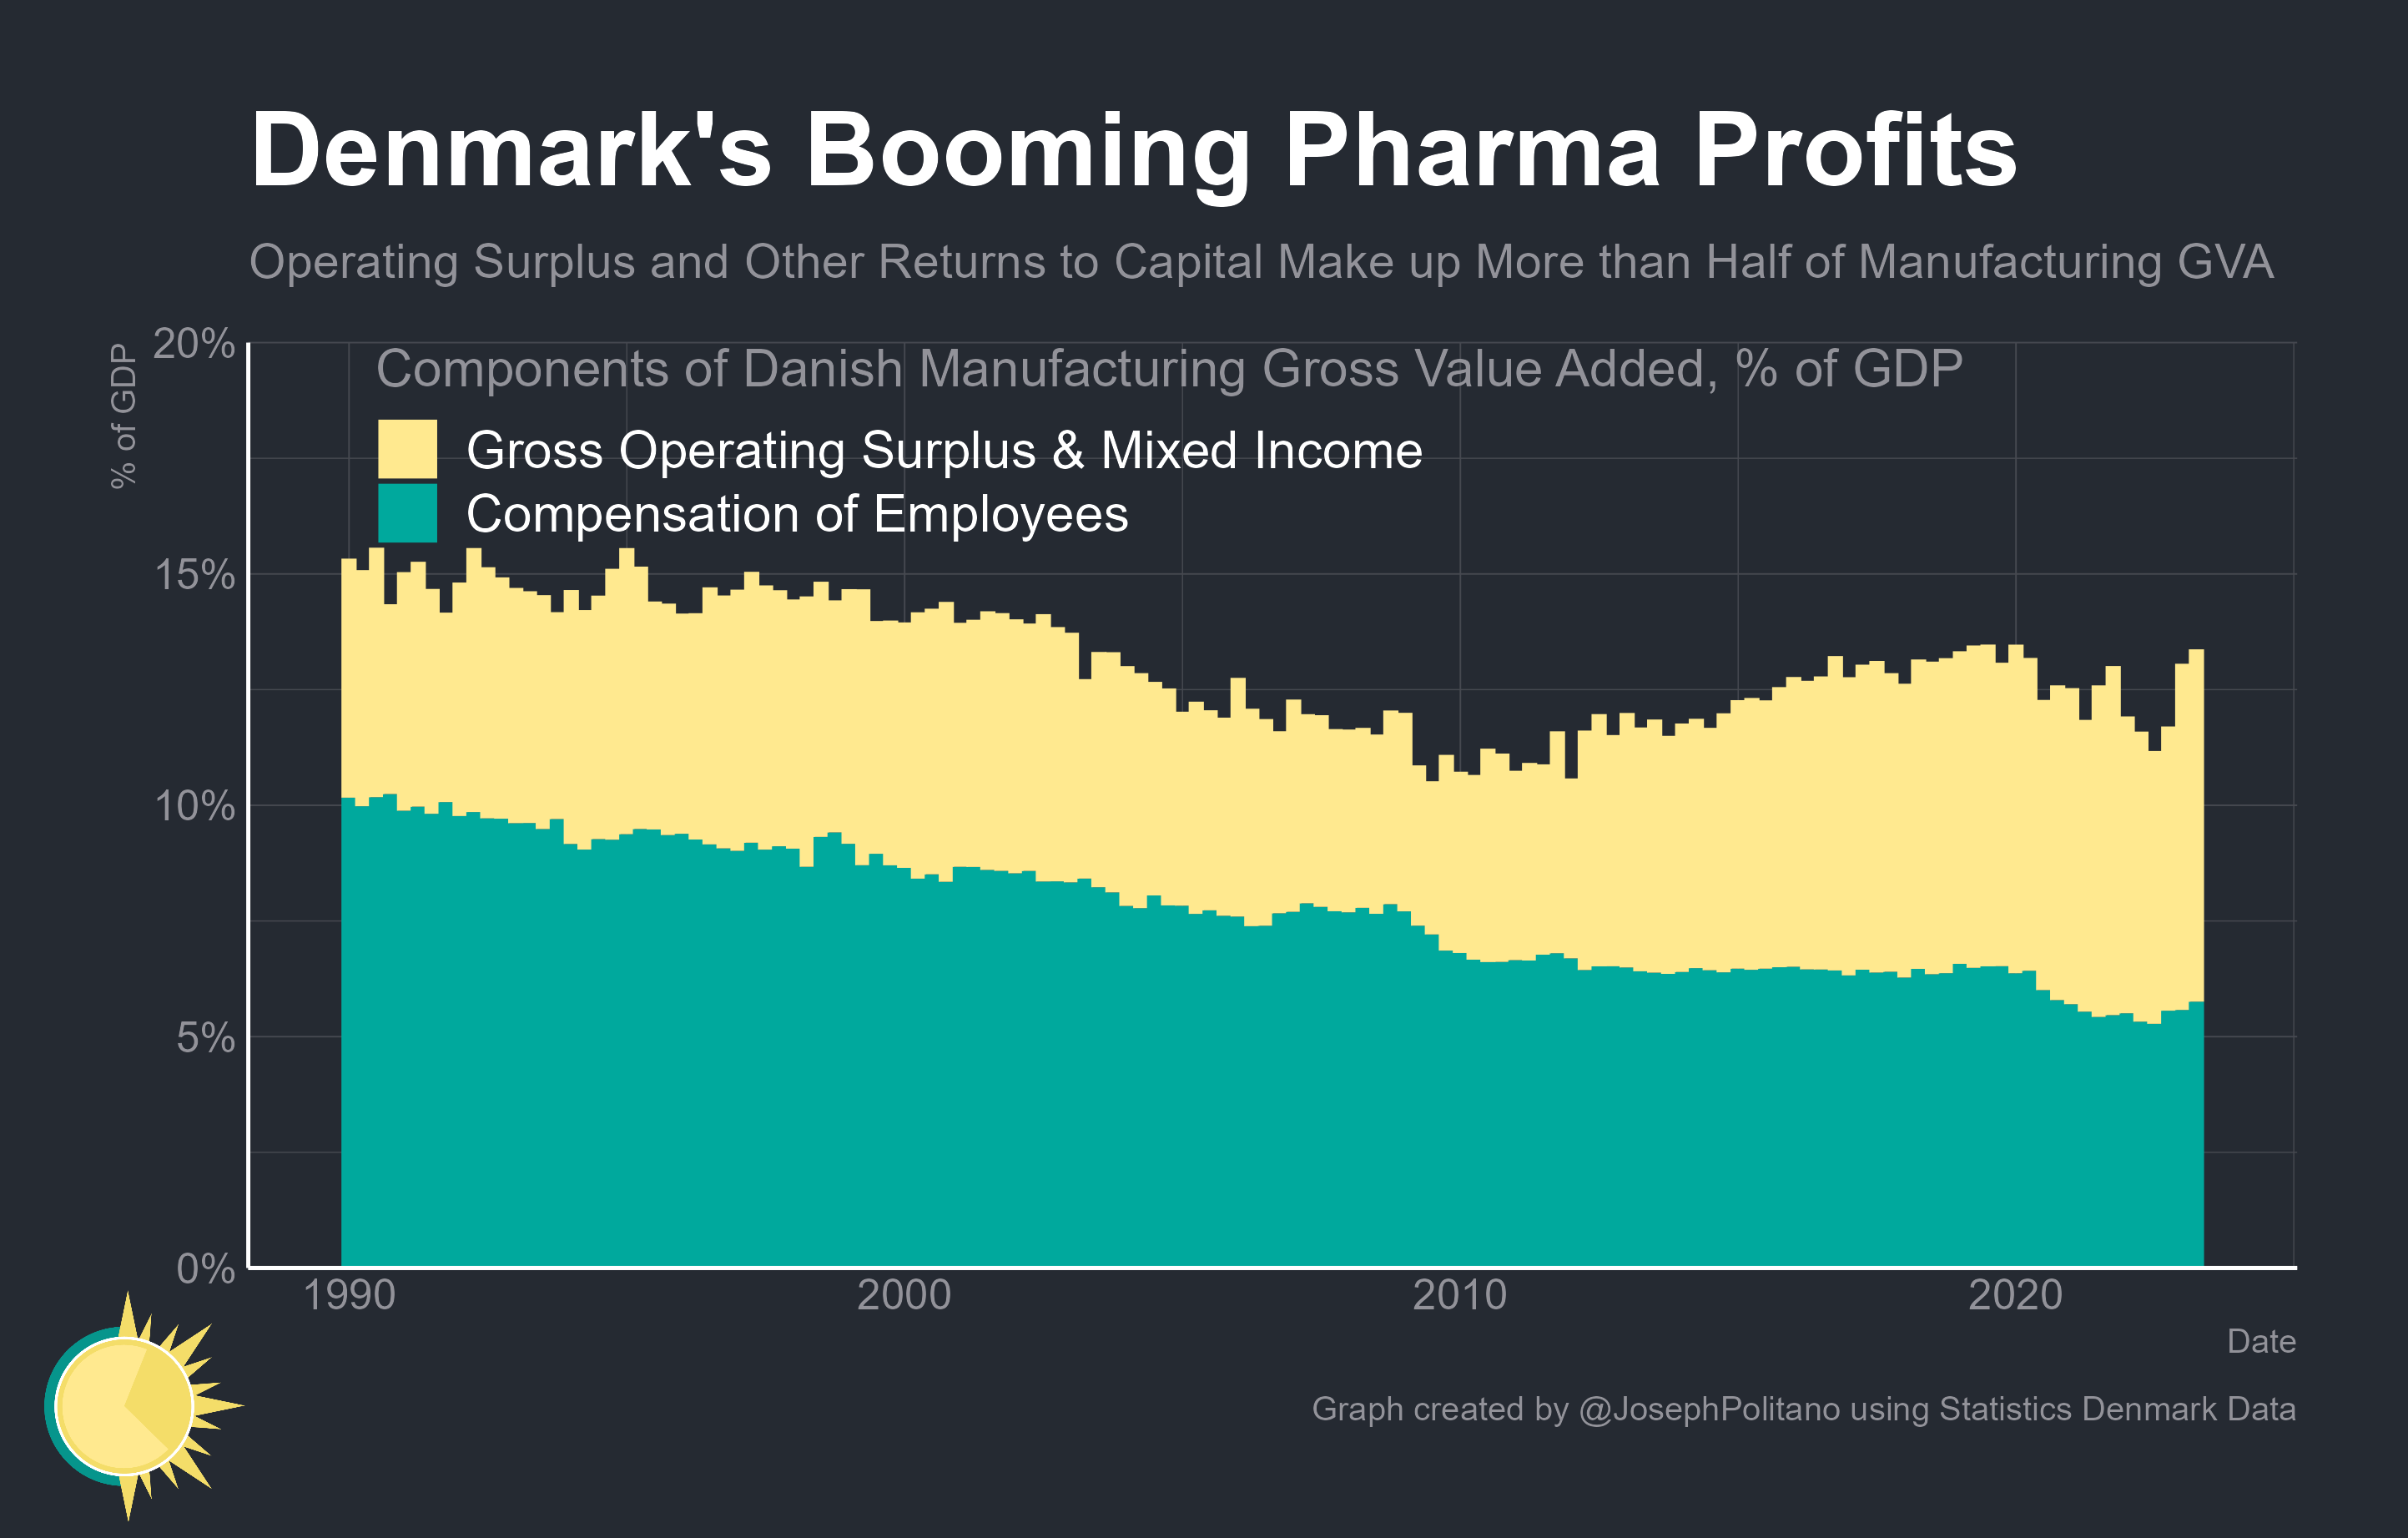 Denmark's Booming Pharma Profits
Operating Surplus and Other Returns to Capital Make up More than Half of Manufacturing GVA
% of GDP
20%
Components of Danish Manufacturing Gross Value Added, % of GDP
Gross Operating Surplus & Mixed Income
Compensation of Employees
15%
10%
5%
0%
1990 2000 2010 2020
Date
Graph created by @JosephPolitano using Statistics Denmark Data